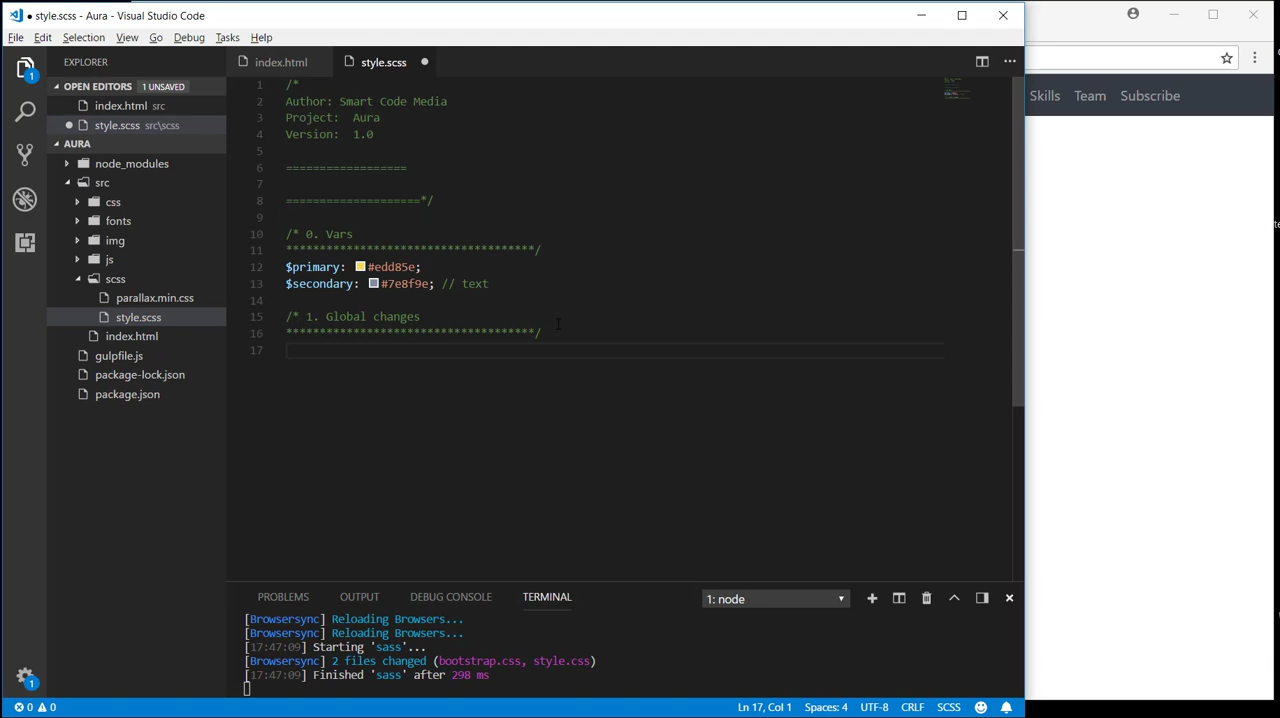 style.scss - Aura - Visual Studio Code
File Edit Selection View Go Debug Tasks Help
EXPLORER
index.html
style.scss
OPEN EDITORS 1 UNSAVED
index.html src
style.scss src\scss
AURA
node_modules
src
css
fonts
img
js
scss
parallax.min.css
style.scss
index.html
gulpfile.js
package-lock.json
package.json
1
1
1 /*
2 Author: Smart Code Media
3 Project:  Aura
4 Version:  1.0
5
6 ==================
7
8 ====================*/
9
10 /* 0. Vars
11 *************************************/
12 $primary: #edd85e;
13 $secondary: #7e8f9e; // text
14
15 /* 1. Global changes
16 *************************************/
17
Skills Team Subscribe
PROBLEMS OUTPUT DEBUG CONSOLE TERMINAL 1: node
[Browsersync] Reloading Browsers...
[Browsersync] Reloading Browsers...
[17:47:09] Starting 'sass'...
[Browsersync] 2 files changed (bootstrap.css, style.css)
[17:47:09] Finished 'sass' after 298 ms
0 0 Ln 17, Col 1 Spaces: 4 UTF-8 CRLF SCSS